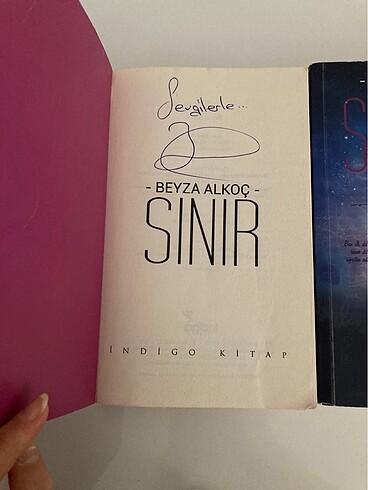 Sevgilerle...
- BEYZA ALKOÇ -
SINIR
İNDİGO KİTAP